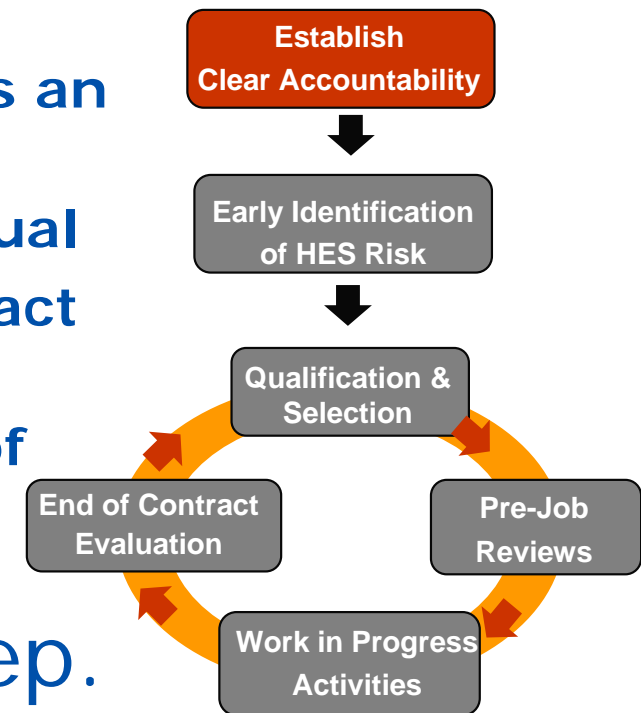 s an
ual
act
of
ep.
Establish
Clear Accountability
Early Identification
of HES Risk
Qualification &
Selection
Pre-Job
Reviews
Work in Progress
Activities
End of Contract
Evaluation